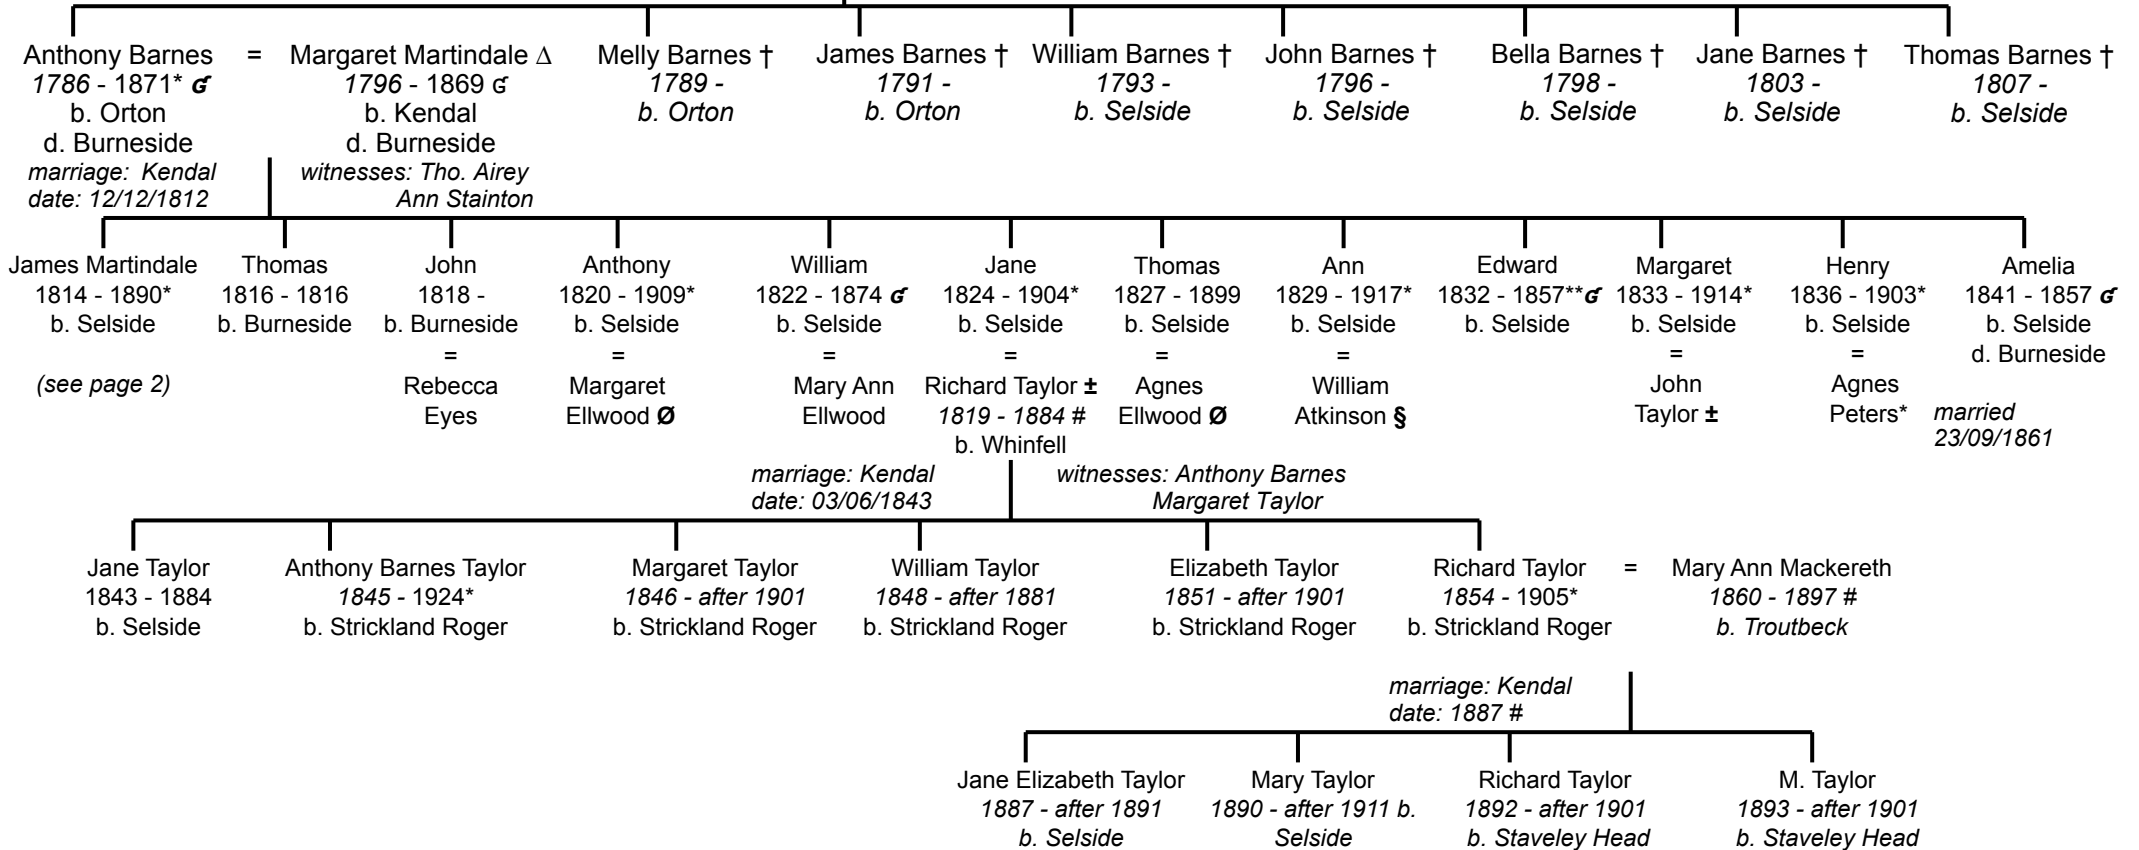 Anthony Barnes = Margaret Martindale Δ Melly Barnes † James Barnes † William Barnes † John Barnes † Bella Barnes † Jane Barnes † Thomas Barnes †
1786 - 1871* ɠ 1796 - 1869 ɠ 1789 - 1791 - 1793 - 1796 - 1798 - 1803 - 1807 -
b. Orton b. Kendal b. Orton b. Orton b. Selside b. Selside b. Selside b. Selside b. Selside
d. Burneside d. Burneside
marriage: Kendal witnesses: Tho. Airey
date: 12/12/1812 Ann Stainton
James Martindale Thomas John Anthony William Jane Thomas Ann Edward Margaret Henry Amelia
1814 - 1890* 1816 - 1816 1818 - 1820 - 1909* 1822 - 1874 ɠ 1824 - 1904* 1827 - 1899 1829 - 1917* 1832 - 1857**ɠ 1833 - 1914* 1836 - 1903* 1841 - 1857 ɠ
b. Selside b. Burneside b. Burneside b. Selside b. Selside b. Selside b. Selside b. Selside b. Selside b. Selside b. Selside b. Selside
= = = = = = = = d. Burneside
(see page 2) Rebecca Margaret Mary Ann Richard Taylor ± Agnes William John Agnes
Eyes Ellwood Ø Ellwood 1819 - 1884 # Ellwood Ø Atkinson § Taylor ± Peters* married
b. Whinfell 23/09/1861
marriage: Kendal witnesses: Anthony Barnes
date: 03/06/1843 Margaret Taylor
Jane Taylor Anthony Barnes Taylor Margaret Taylor William Taylor Elizabeth Taylor Richard Taylor = Mary Ann Mackereth
1843 - 1884 1845 - 1924* 1846 - after 1901 1848 - after 1881 1851 - after 1901 1854 - 1905* 1860 - 1897 #
b. Selside b. Strickland Roger b. Strickland Roger b. Strickland Roger b. Strickland Roger b. Strickland Roger b. Troutbeck
marriage: Kendal
date: 1887 #
Jane Elizabeth Taylor Mary Taylor Richard Taylor M. Taylor
1887 - after 1891 1890 - after 1911 b. 1892 - after 1901 1893 - after 1901
b. Selside Selside b. Staveley Head b. Staveley Head